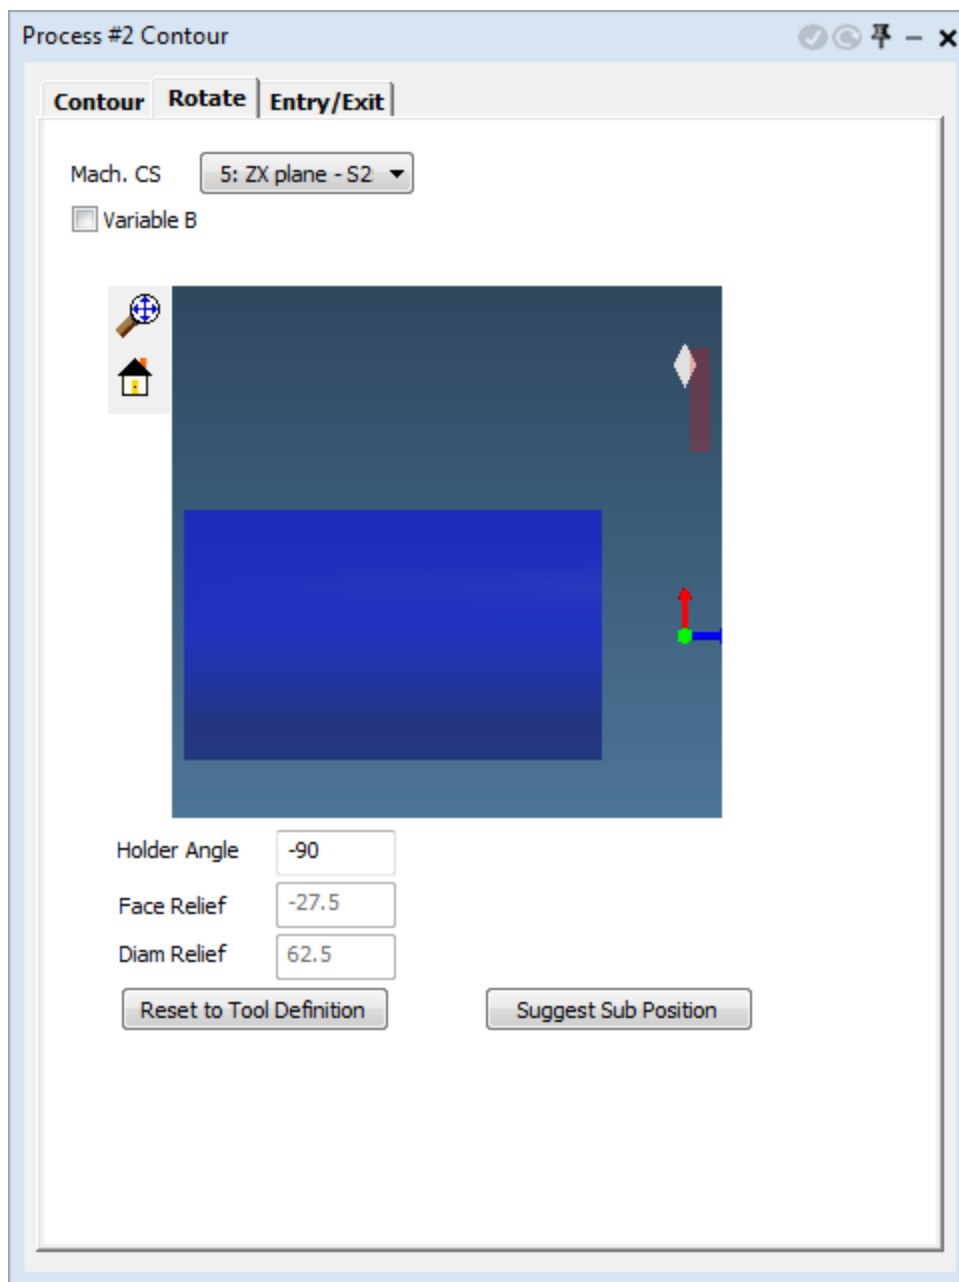 Process #2 Contour
Contour Rotate Entry/Exit
Mach. CS 5: ZX plane - S2
Variable B
Holder Angle -90
Face Relief -27.5
Diam Relief 62.5
Reset to Tool Definition Suggest Sub Position